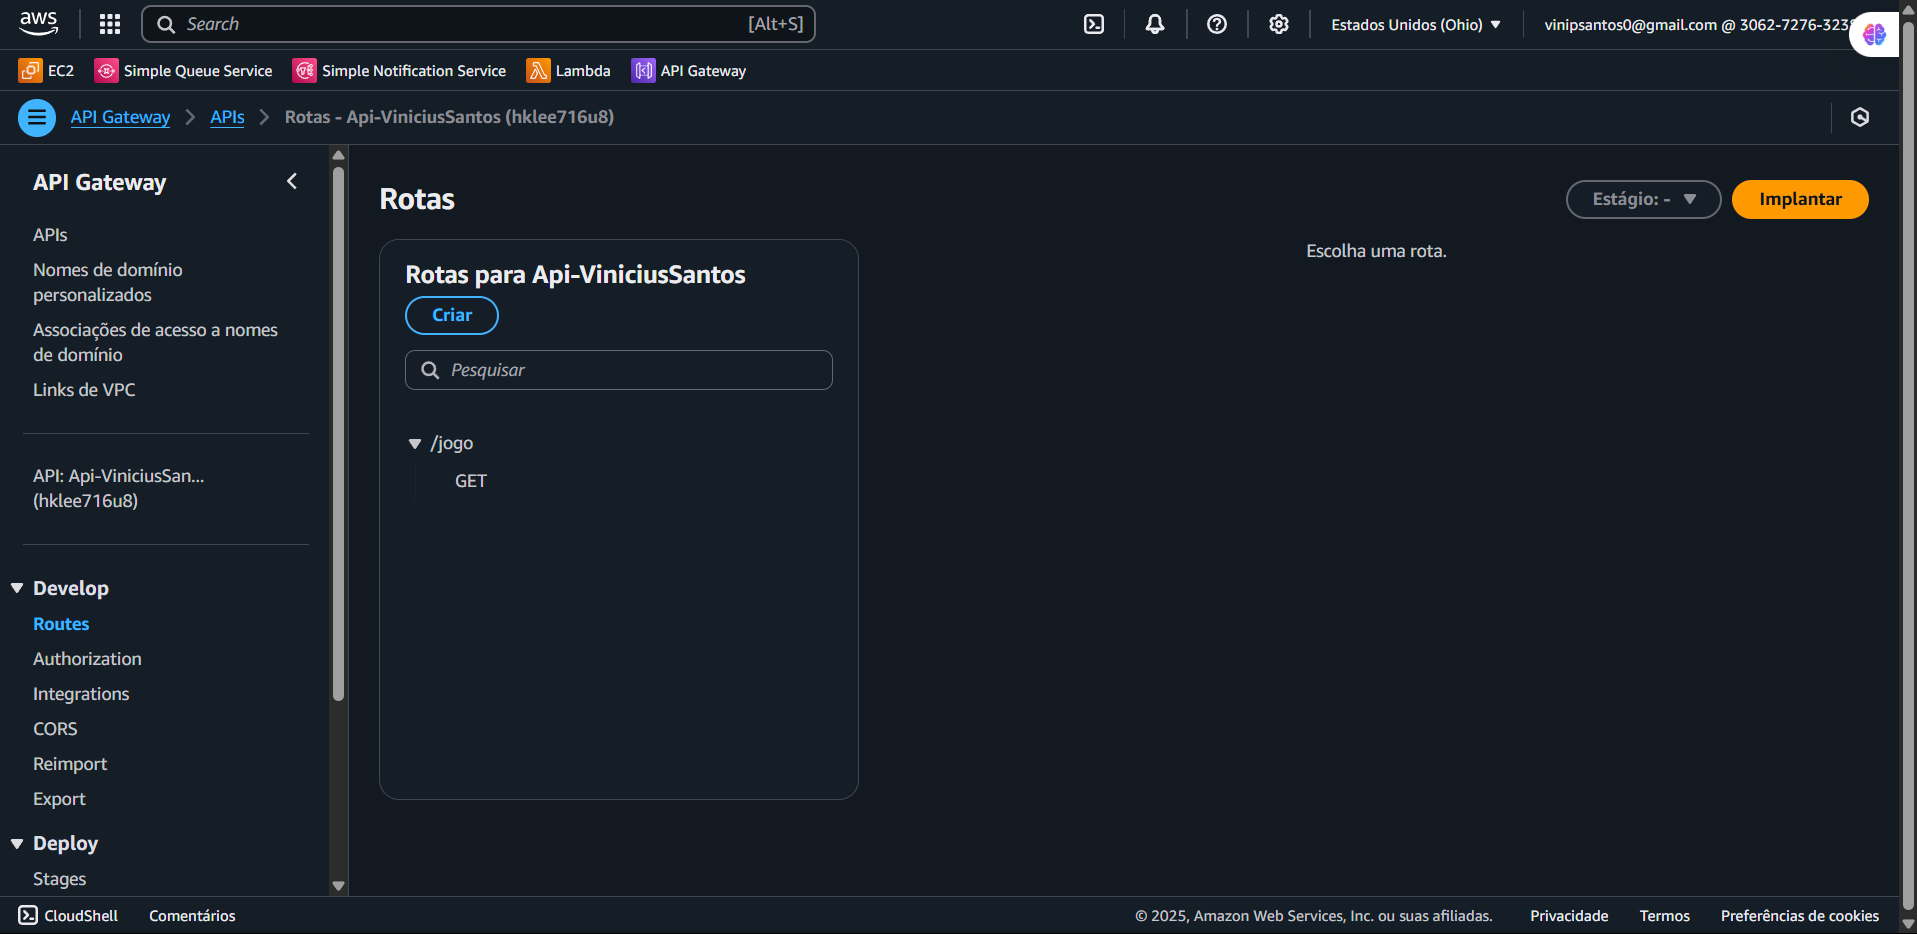 aws
Search
[Alt+S]
Estados Unidos (Ohio)
vinipsantos0@gmail.com @ 3062-7276-323
EC2
Simple Queue Service
Simple Notification Service
Lambda
API Gateway
API Gateway
APIs
Rotas - Api-ViniciusSantos (hklee716u8)
API Gateway
APIs
Nomes de domínio
personalizados
Associações de acesso a nomes
de domínio
Links de VPC
API: Api-ViniciusSan...
(hklee716u8)
Develop
Routes
Authorization
Integrations
CORS
Reimport
Export
Deploy
Stages
Rotas
Estágio: -
Implantar
Rotas para Api-ViniciusSantos
Criar
Pesquisar
/jogo
GET
Escolha uma rota.
CloudShell
Comentários
© 2025, Amazon Web Services, Inc. ou suas afiliadas.
Privacidade
Termos
Preferências de cookies